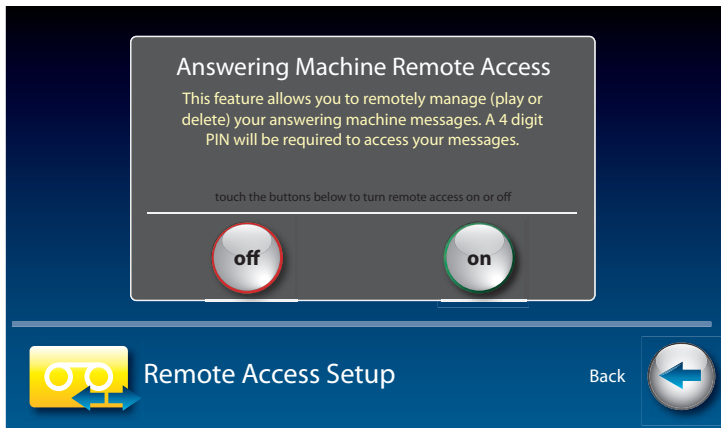 Answering Machine Remote Access
This feature allows you to remotely manage (play or
delete) your answering machine messages. A 4 digit
PIN will be required to access your messages.
touch the buttons below to turn remote access on or off
off
on
Remote Access Setup
Back